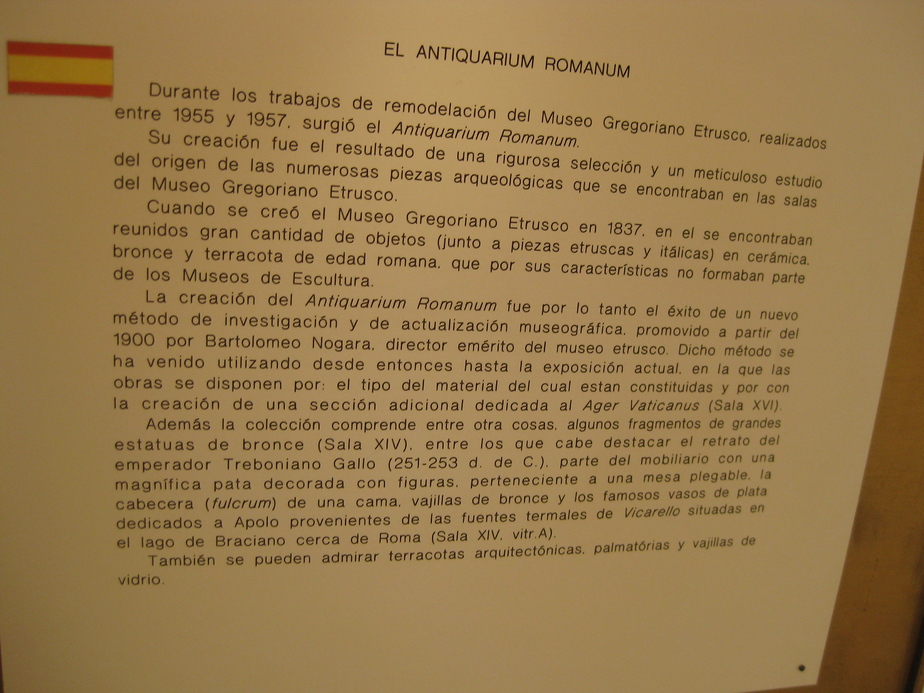 EL ANTIQUARIUM ROMANUM
Durante los trabajos de remodelación del Museo Gregoriano Etrusco, realizados
entre 1955 y 1957, surgió el Antiquarium Romanum.
Su creación fue el resultado de una rigurosa selección y un meticuloso estudio
del origen de las numerosas piezas arqueológicas que se encontraban en las salas
del Museo Gregoriano Etrusco.
Cuando se creó el Museo Gregoriano Etrusco en 1837, en el se encontraban
reunidos gran cantidad de objetos (junto a piezas etruscas y itálicas) en cerámica,
bronce y terracota de edad romana, que por sus características no formaban parte
de los Museos de Escultura.
La creación del Antiquarium Romanum fue por lo tanto el éxito de un nuevo
método de investigación y de actualización museográfica, promovido a partir del
1900 por Bartolomeo Nogara, director emérito del museo etrusco. Dicho método se
ha venido utilizando desde entonces hasta la exposición actual, en la que las
obras se disponen por: el tipo del material del cual estan constituidas y por con
la creación de una sección adicional dedicada al Ager Vaticanus (Sala XVI).
Además la colección comprende entre otra cosas, algunos fragmentos de grandes
estatuas de bronce (Sala XIV), entre los que cabe destacar el retrato del
emperador Treboniano Gallo (251-253 d. de C.), parte del mobiliario con una
magnífica pata decorada con figuras, perteneciente a una mesa plegable, la
cabecera (fulcrum) de una cama, vajillas de bronce y los famosos vasos de plata
dedicados a Apolo provenientes de las fuentes termales de Vicarello situadas en
el lago de Braciano cerca de Roma (Sala XIV, vitr.A).
También se pueden admirar terracotas arquitectónicas, palmatórias y vajillas de
vidrio.